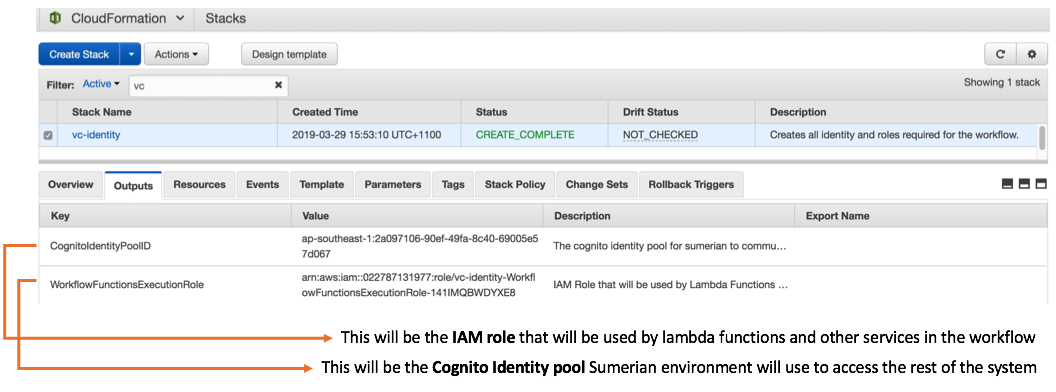 CloudFormation Stacks
Create Stack Actions Design template
Filter: Active vc Showing 1 stack
Stack Name Created Time Status Drift Status Description
vc-identity 2019-03-29 15:53:10 UTC+1100 CREATE_COMPLETE NOT_CHECKED Creates all identity and roles required for the workflow.
Overview Outputs Resources Events Template Parameters Tags Stack Policy Change Sets Rollback Triggers
Key Value Description Export Name
CognitoIdentityPoolID ap-southeast-1:2a097106-90ef-49fa-8c40-69005e5 The cognito identity pool for sumerian to commu…
7d067
WorkflowFunctionsExecutionRole arn:aws:iam::022787131977:role/vc-identity-Workfl IAM Role that will be used by Lambda Functions …
owFunctionsExecutionRole-141IMQBWDYXE8
This will be the IAM role that will be used by lambda functions and other services in the workflow
This will be the Cognito Identity pool Sumerian environment will use to access the rest of the system